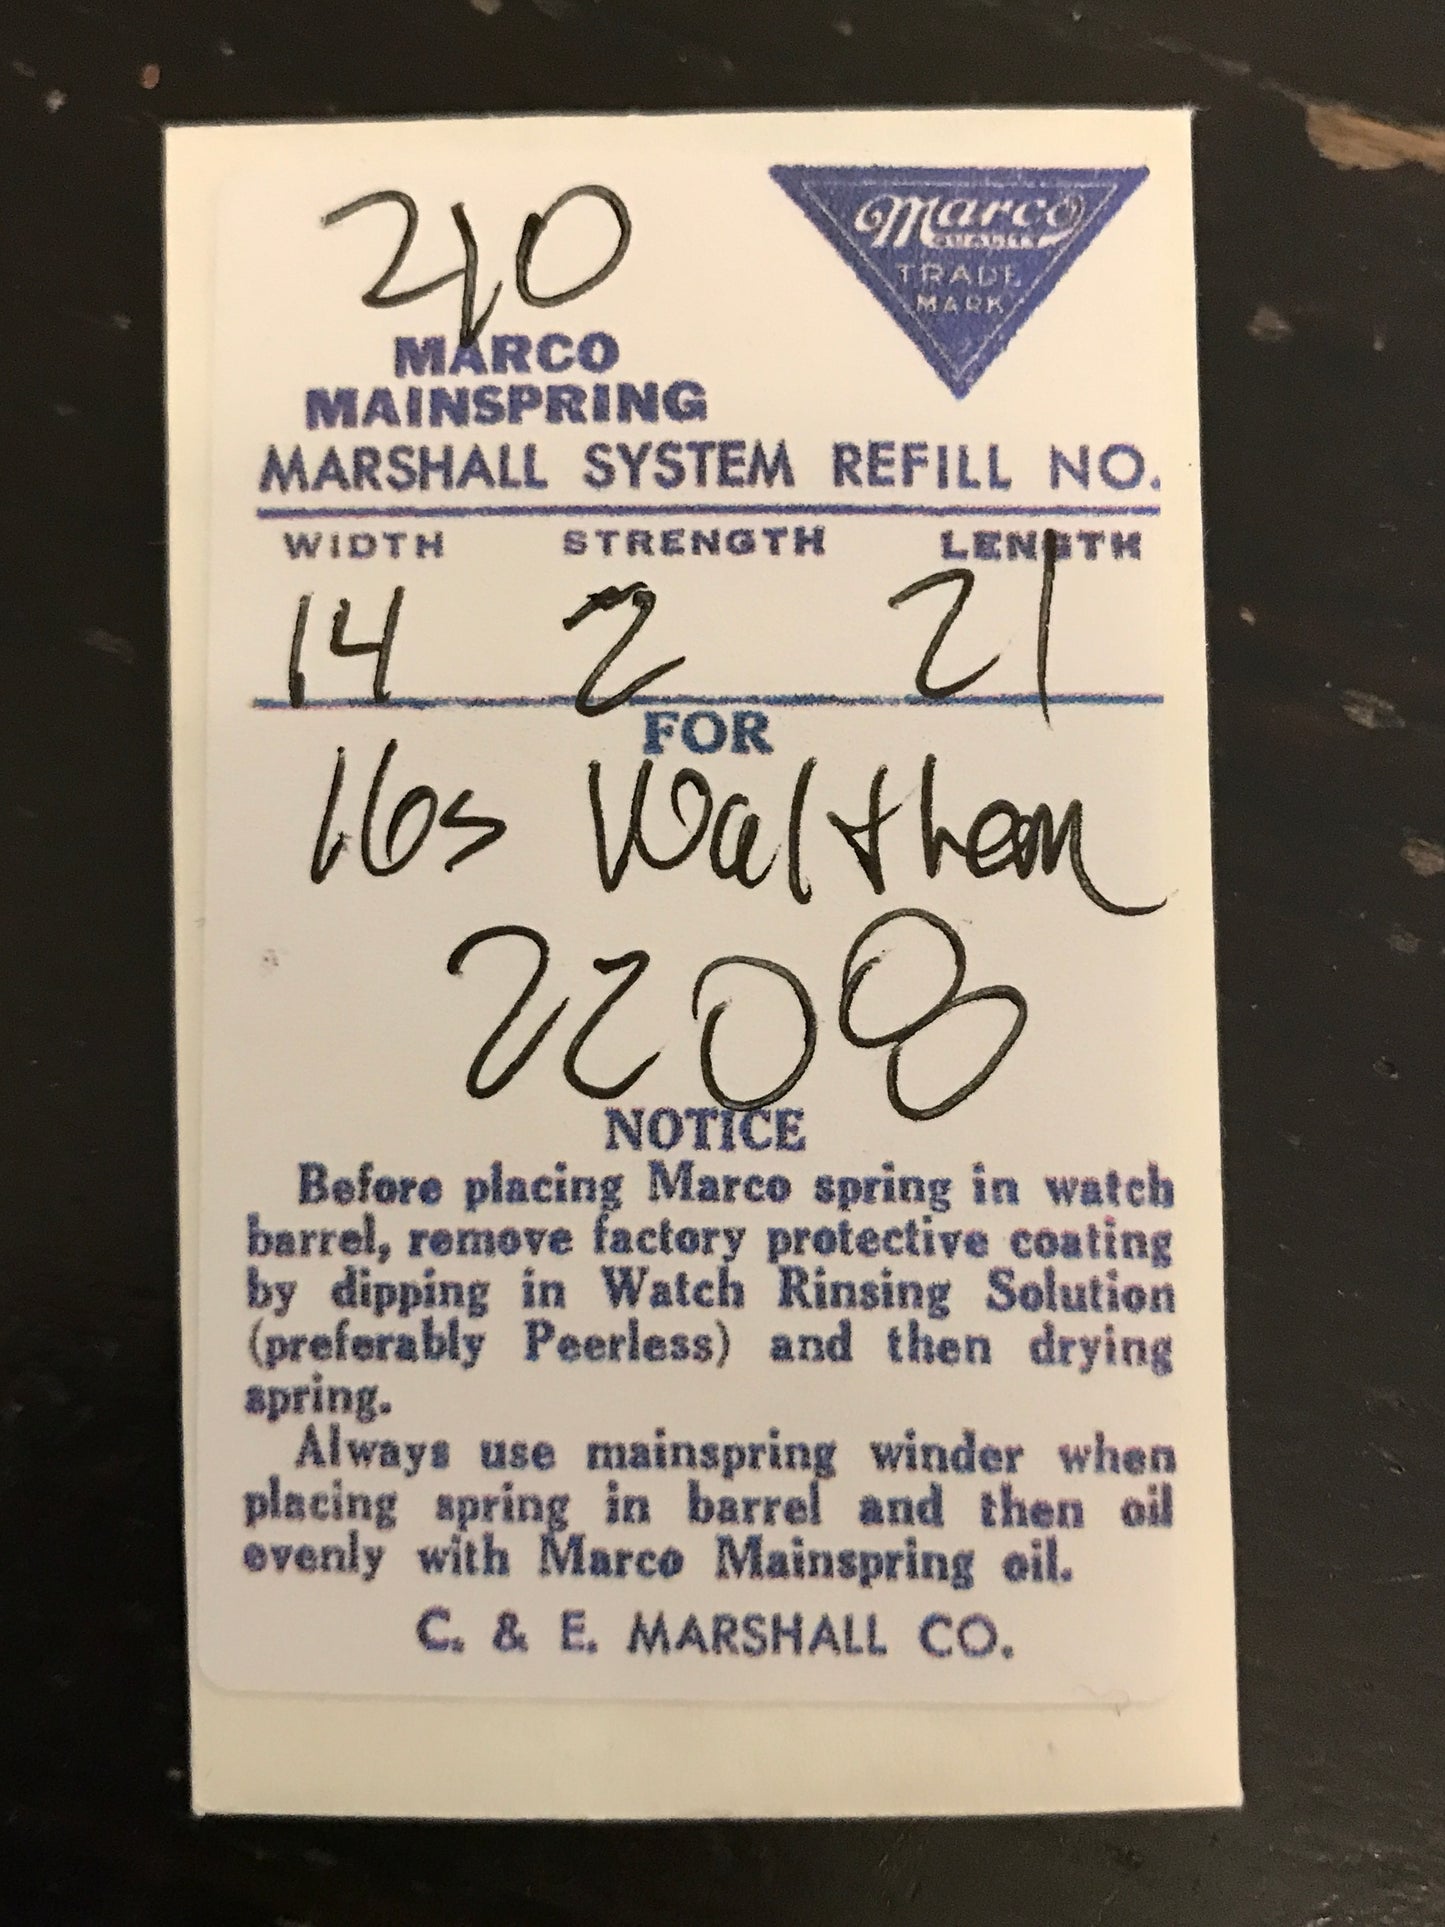 210
Marco
TRADE
MARK
MARCO
MAINSPRING
MARSHALL SYSTEM REFILL NO.
WIDTH STRENGTH LENGTH
14 2 21
FOR
16s Walthem
2208
NOTICE
Before placing Marco spring in watch
barrel, remove factory protective coating
by dipping in Watch Rinsing Solution
(preferably Peerless) and then drying
spring.
Always use mainspring winder when
placing spring in barrel and then oil
evenly with Marco Mainspring oil.
C. & E. MARSHALL CO.